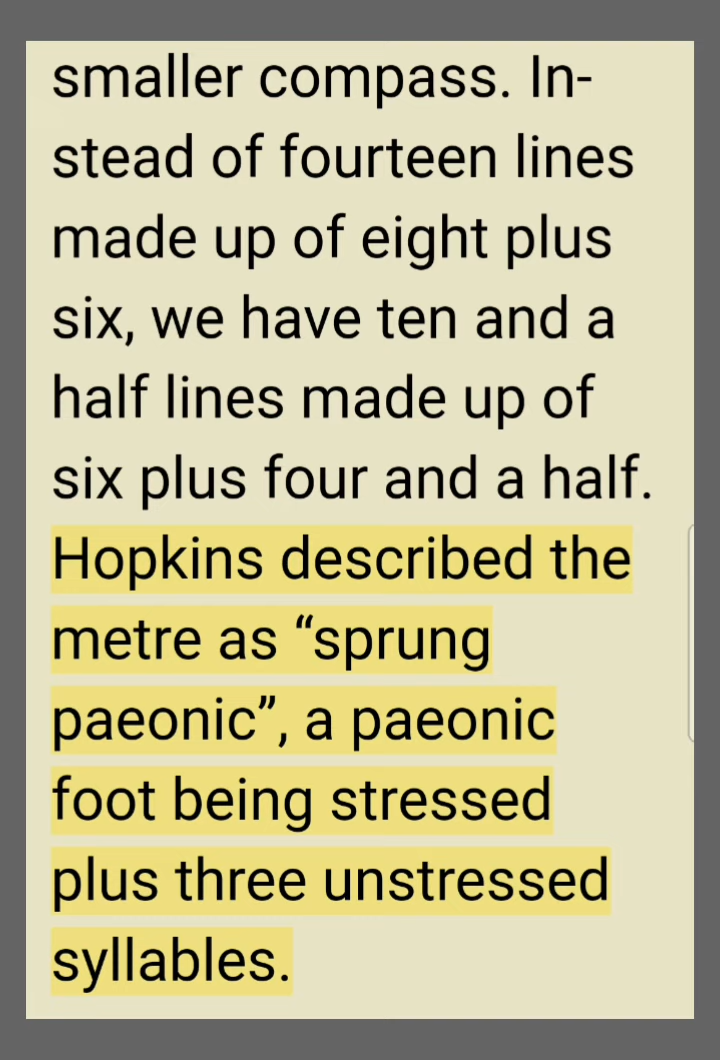 smaller compass. In-
stead of fourteen lines
made up of eight plus
six, we have ten and a
half lines made up of
six plus four and a half.
Hopkins described the
metre as “sprung
paeonic”, a paeonic
foot being stressed
plus three unstressed
syllables.